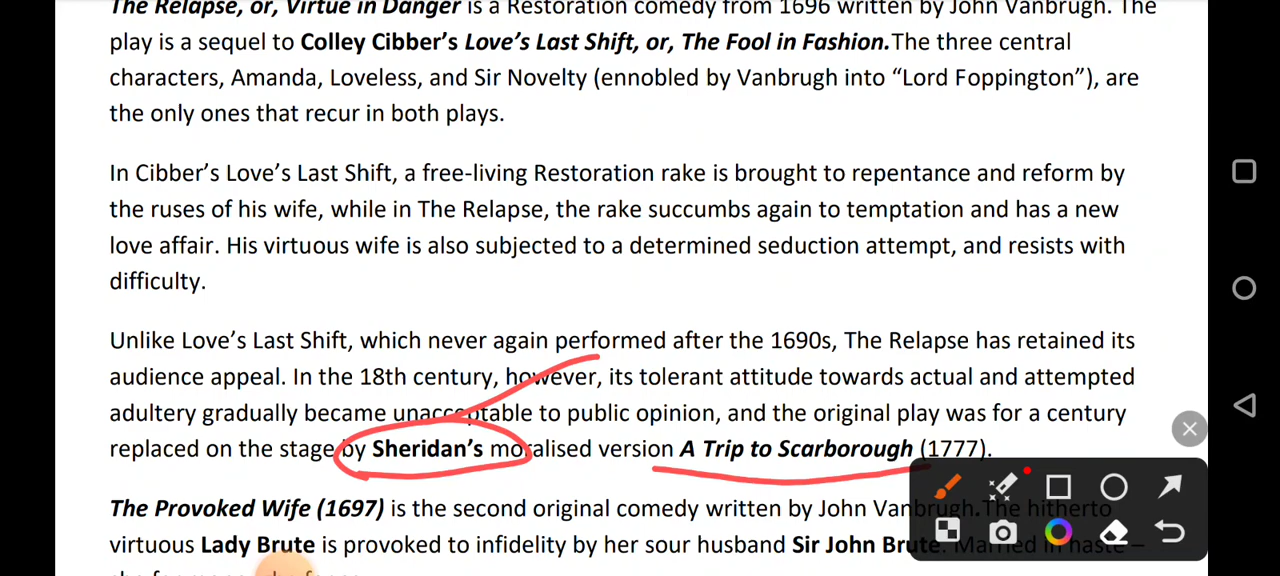 The Relapse, or, Virtue in Danger is a Restoration comedy from 1696 written by John Vanbrugh. The
play is a sequel to Colley Cibber’s Love’s Last Shift, or, The Fool in Fashion.The three central
characters, Amanda, Loveless, and Sir Novelty (ennobled by Vanbrugh into “Lord Foppington”), are
the only ones that recur in both plays.
In Cibber’s Love’s Last Shift, a free-living Restoration rake is brought to repentance and reform by
the ruses of his wife, while in The Relapse, the rake succumbs again to temptation and has a new
love affair. His virtuous wife is also subjected to a determined seduction attempt, and resists with
difficulty.
Unlike Love’s Last Shift, which never again performed after the 1690s, The Relapse has retained its
audience appeal. In the 18th century, however, its tolerant attitude towards actual and attempted
adultery gradually became unacceptable to public opinion, and the original play was for a century
replaced on the stage by Sheridan’s moralised version A Trip to Scarborough (1777).
The Provoked Wife (1697) is the second original comedy written by John Vanbrugh.The hitherto
virtuous Lady Brute is provoked to infidelity by her sour husband Sir John Brute. Married in haste –